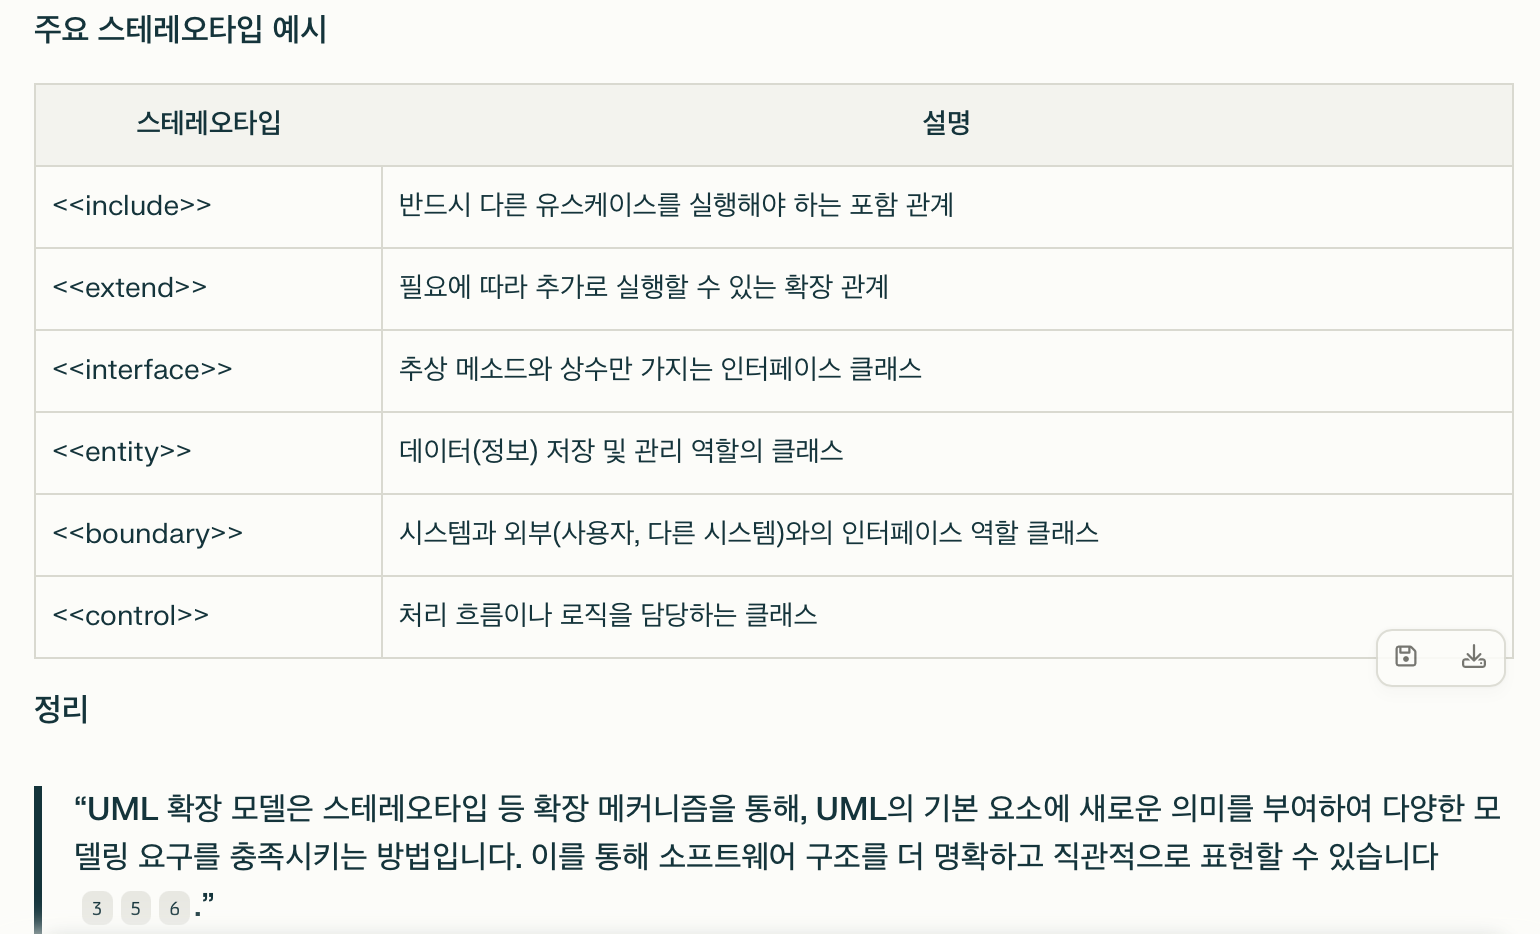 주요 스테레오타입 예시
스테레오타입 설명
<<include>> 반드시 다른 유스케이스를 실행해야 하는 포함 관계
<<extend>> 필요에 따라 추가로 실행할 수 있는 확장 관계
<<interface>> 추상 메소드와 상수만 가지는 인터페이스 클래스
<<entity>> 데이터(정보) 저장 및 관리 역할의 클래스
<<boundary>> 시스템과 외부(사용자, 다른 시스템)와의 인터페이스 역할 클래스
<<control>> 처리 흐름이나 로직을 담당하는 클래스
정리
“UML 확장 모델은 스테레오타입 등 확장 메커니즘을 통해, UML의 기본 요소에 새로운 의미를 부여하여 다양한 모
델링 요구를 충족시키는 방법입니다. 이를 통해 소프트웨어 구조를 더 명확하고 직관적으로 표현할 수 있습니다
3 5 6 .”